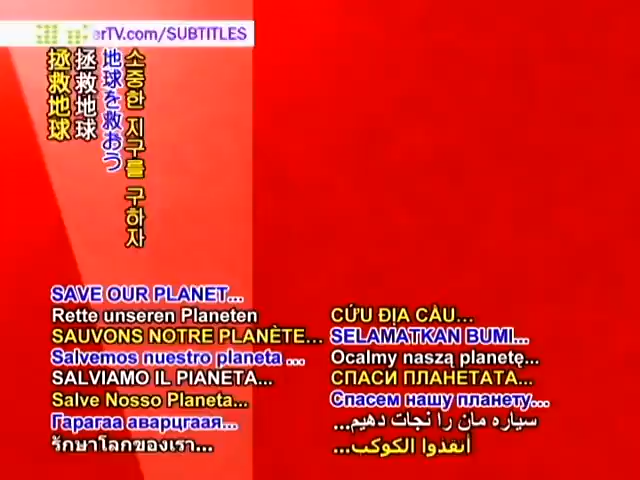 erTV.com/SUBTITLES
拯救地球
拯救地球
地球を救おう
소중한 지구를 구하자
SAVE OUR PLANET...
Rette unseren Planeten
SAUVONS NOTRE PLANÈTE...
Salvemos nuestro planeta ...
SALVIAMO IL PIANETA...
Salve Nosso Planeta...
Гарагаа аварцгаая...
รักษาโลกของเรา...
CỨU ĐỊA CÀU...
SELAMATKAN BUMI...
Ocalmy naszą planetę...
СПАСИ ПЛАНЕТАТА...
Спасем нашу планету...
سیاره مان را نجات دهیم...
أنقذوا الكوكب...